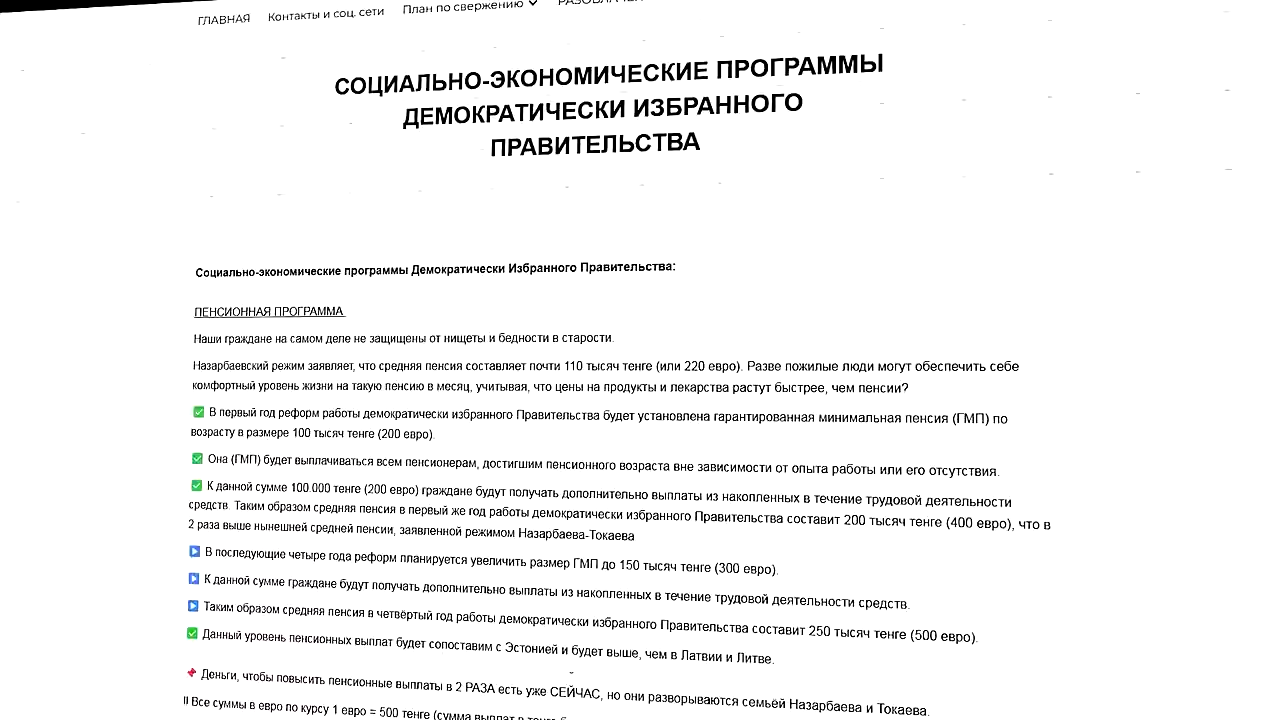 ГЛАВНАЯ Контакты и соц. сети План по свержению
СОЦИАЛЬНО-ЭКОНОМИЧЕСКИЕ ПРОГРАММЫ
ДЕМОКРАТИЧЕСКИ ИЗБРАННОГО
ПРАВИТЕЛЬСТВА
Социально-экономические программы Демократически Избранного Правительства:
ПЕНСИОННАЯ ПРОГРАММА
Наши граждане на самом деле не защищены от нищеты и бедности в старости.
Назарбаевский режим заявляет, что средняя пенсия составляет почти 110 тысяч тенге (или 220 евро). Разве пожилые люди могут обеспечить себе
комфортный уровень жизни на такую пенсию в месяц, учитывая, что цены на продукты и лекарства растут быстрее, чем пенсии?
✅ В первый год реформ работы демократически избранного Правительства будет установлена гарантированная минимальная пенсия (ГМП) по
возрасту в размере 100 тысяч тенге (200 евро).
✅ Она (ГМП) будет выплачиваться всем пенсионерам, достигшим пенсионного возраста вне зависимости от опыта работы или его отсутствия.
✅ К данной сумме 100.000 тенге (200 евро) граждане будут получать дополнительно выплаты из накопленных в течение трудовой деятельности
средств. Таким образом средняя пенсия в первый же год работы демократически избранного Правительства составит 200 тысяч тенге (400 евро), что в
2 раза выше нынешней средней пенсии, заявленной режимом Назарбаева-Токаева
▶️ В последующие четыре года реформ планируется увеличить размер ГМП до 150 тысяч тенге (300 евро).
▶️ К данной сумме граждане будут получать дополнительно выплаты из накопленных в течение трудовой деятельности средств.
▶️ Таким образом средняя пенсия в четвёртый год работы демократически избранного Правительства составит 250 тысяч тенге (500 евро).
✅ Данный уровень пенсионных выплат будет сопоставим с Эстонией и будет выше, чем в Латвии и Литве.
📌 Деньги, чтобы повысить пенсионные выплаты в 2 РАЗА есть уже СЕЙЧАС, но они разворываются семьёй Назарбаева и Токаева.
!! Все суммы в евро по курсу 1 евро = 500 тенге (сумма выплат в